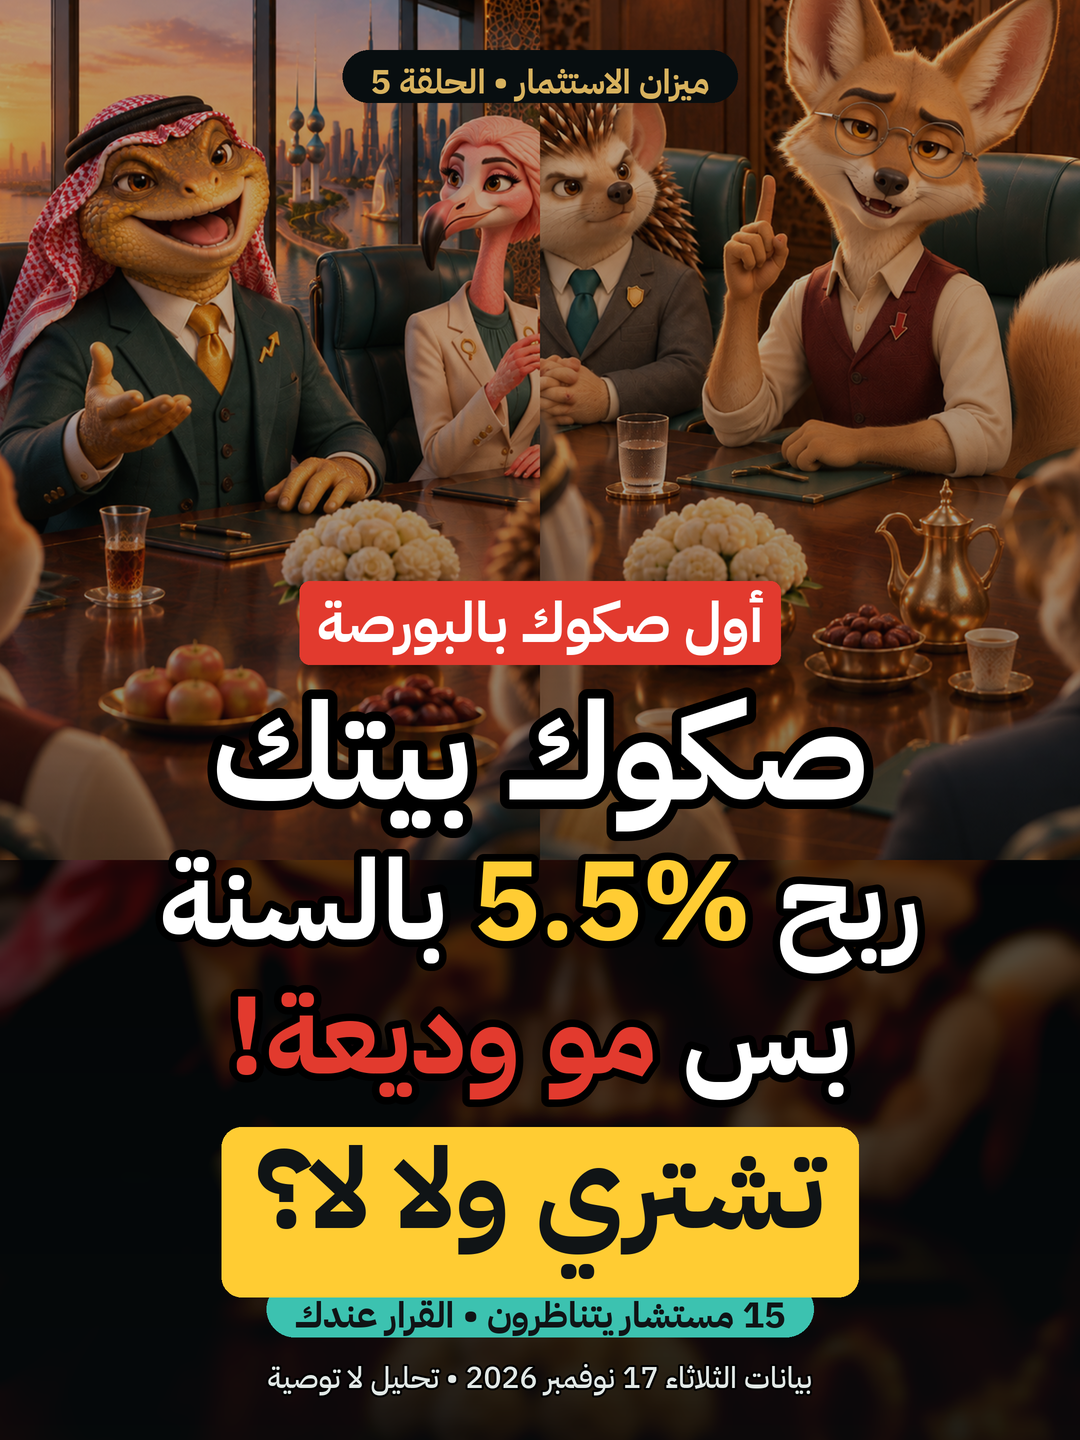 ميزان الاستثمار • الحلقة 5
أول صكوك بالبورصة
صكوك بيتك
ربح 5.5% بالسنة
بس مو وديعة!
تشتري ولا لا؟
15 مستشار يتناظرون • القرار عندك
بيانات الثلاثاء 17 نوفمبر 2026 • تحليل لا توصية